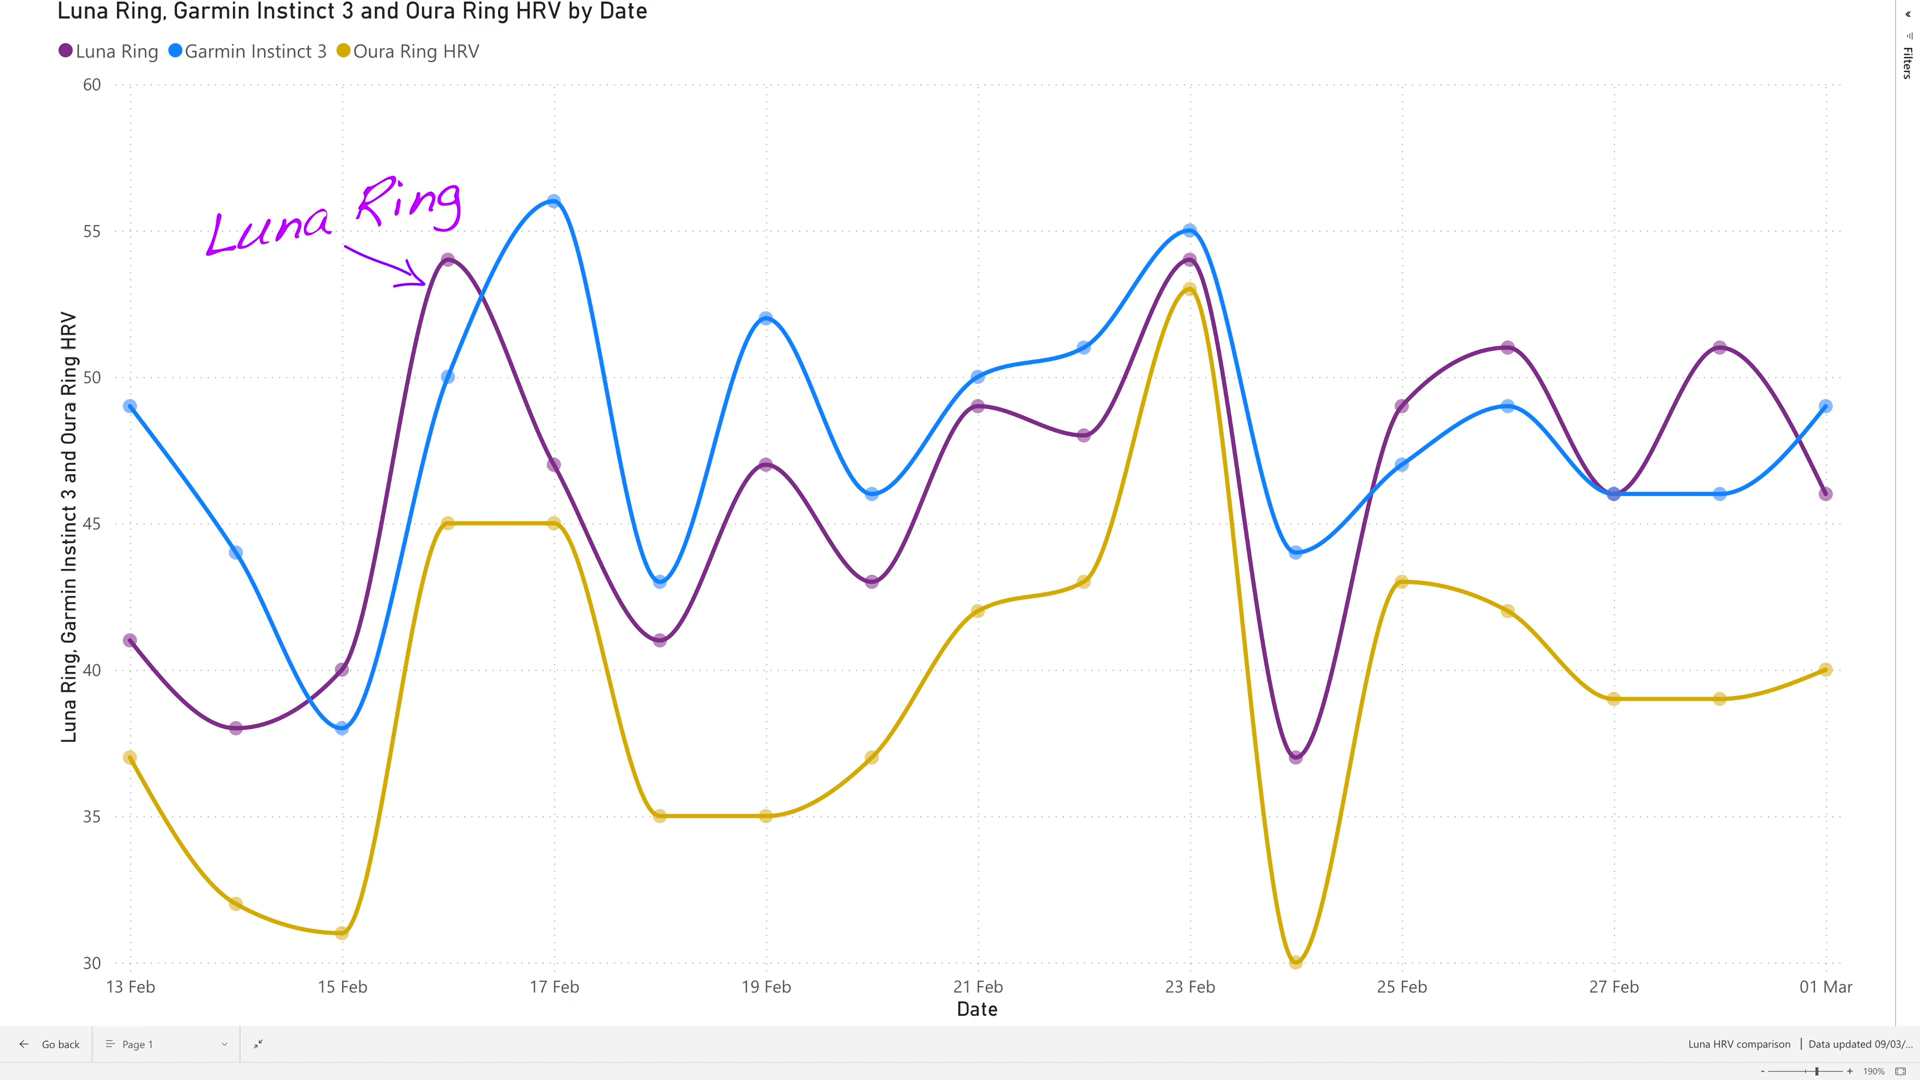 Luna Ring, Garmin Instinct 3 and Oura Ring HRV by Date
Luna Ring Garmin Instinct 3 Oura Ring HRV
Filters
Luna Ring, Garmin Instinct 3 and Oura Ring HRV
60
55
50
45
40
35
30
Luna Ring
13 Feb 15 Feb 17 Feb 19 Feb 21 Feb 23 Feb 25 Feb 27 Feb 01 Mar
Date
Go back Page 1 Luna HRV comparison | Data updated 09/03/...
- + 190%